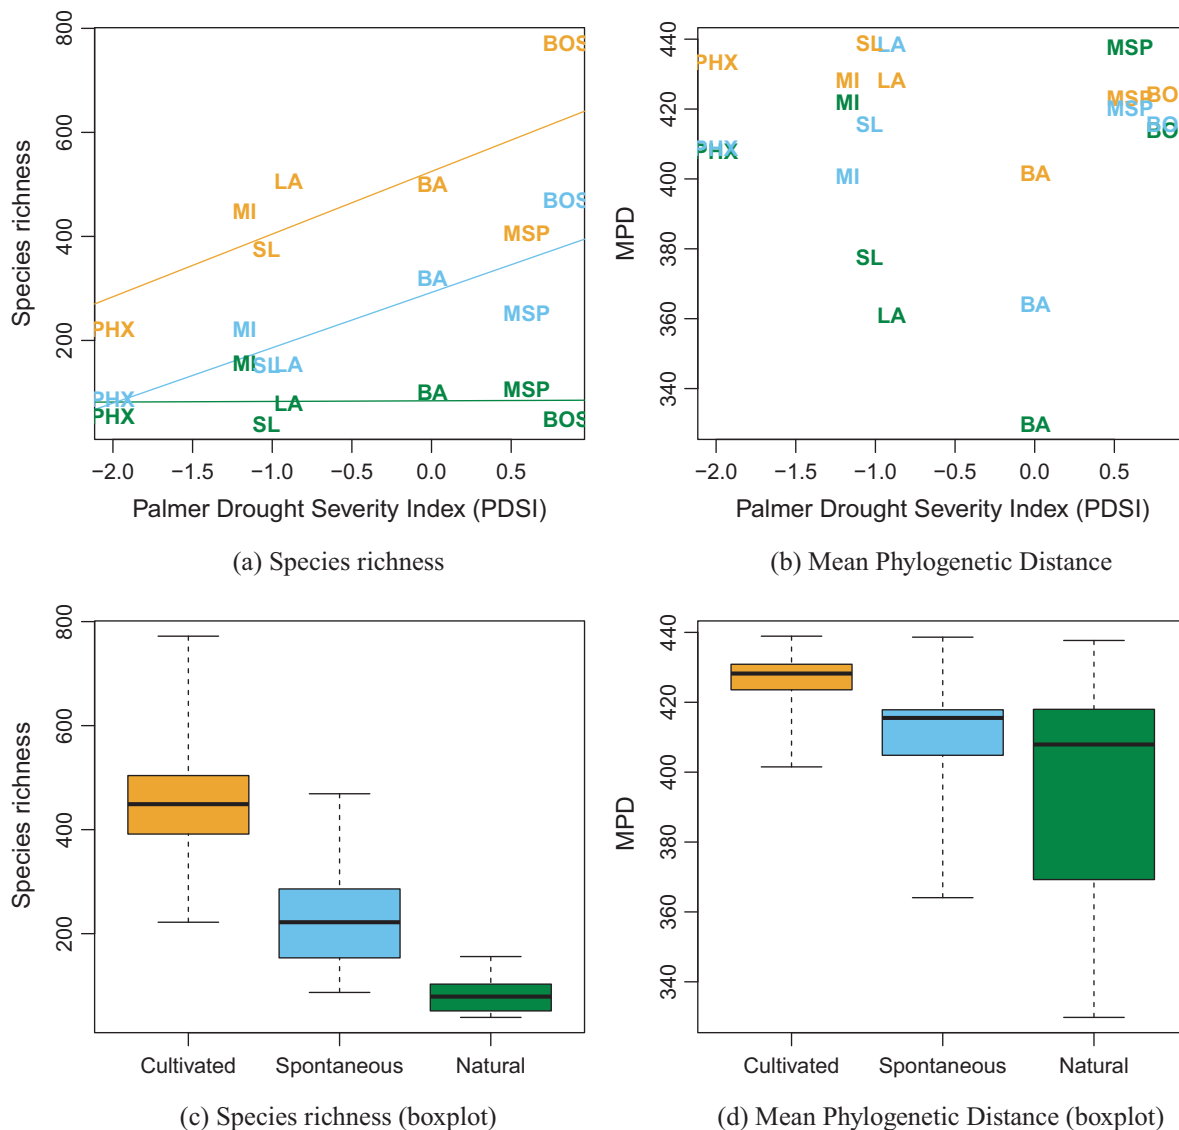 800
600
400
200
Species richness
BOS
LA
BA
MI
MSP
SL
PHX
BOS
BA
MSP
MI
SL
LA
PHX
MI
MSP
BA
LA
PHX
BOS
SL
−2.0 −1.5 −1.0 −0.5 0.0 0.5
Palmer Drought Severity Index (PDSI)
(a) Species richness
440
420
400
380
360
340
MPD
SL
PHX
MI
LA
MSP
BO
BA
LA
MSP
SL
BO
PHX
MI
BA
MSP
MI
BO
PHX
SL
LA
BA
−2.0 −1.5 −1.0 −0.5 0.0 0.5
Palmer Drought Severity Index (PDSI)
(b) Mean Phylogenetic Distance
800
600
400
200
Species richness
Cultivated Spontaneous Natural
(c) Species richness (boxplot)
440
420
400
380
360
340
MPD
Cultivated Spontaneous Natural
(d) Mean Phylogenetic Distance (boxplot)